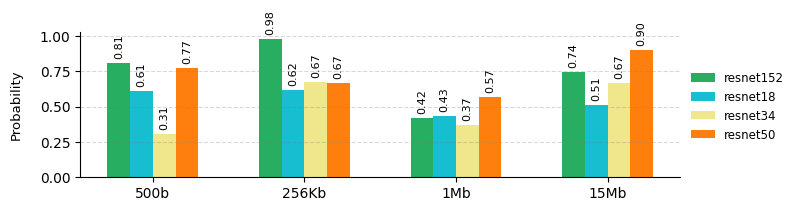 Probability
1.00
0.75
0.50
0.25
0.00
0.81
0.61
0.31
0.77
0.98
0.62
0.67
0.67
0.42
0.43
0.37
0.57
0.74
0.51
0.67
0.90
500b
256Kb
1Mb
15Mb
resnet152
resnet18
resnet34
resnet50